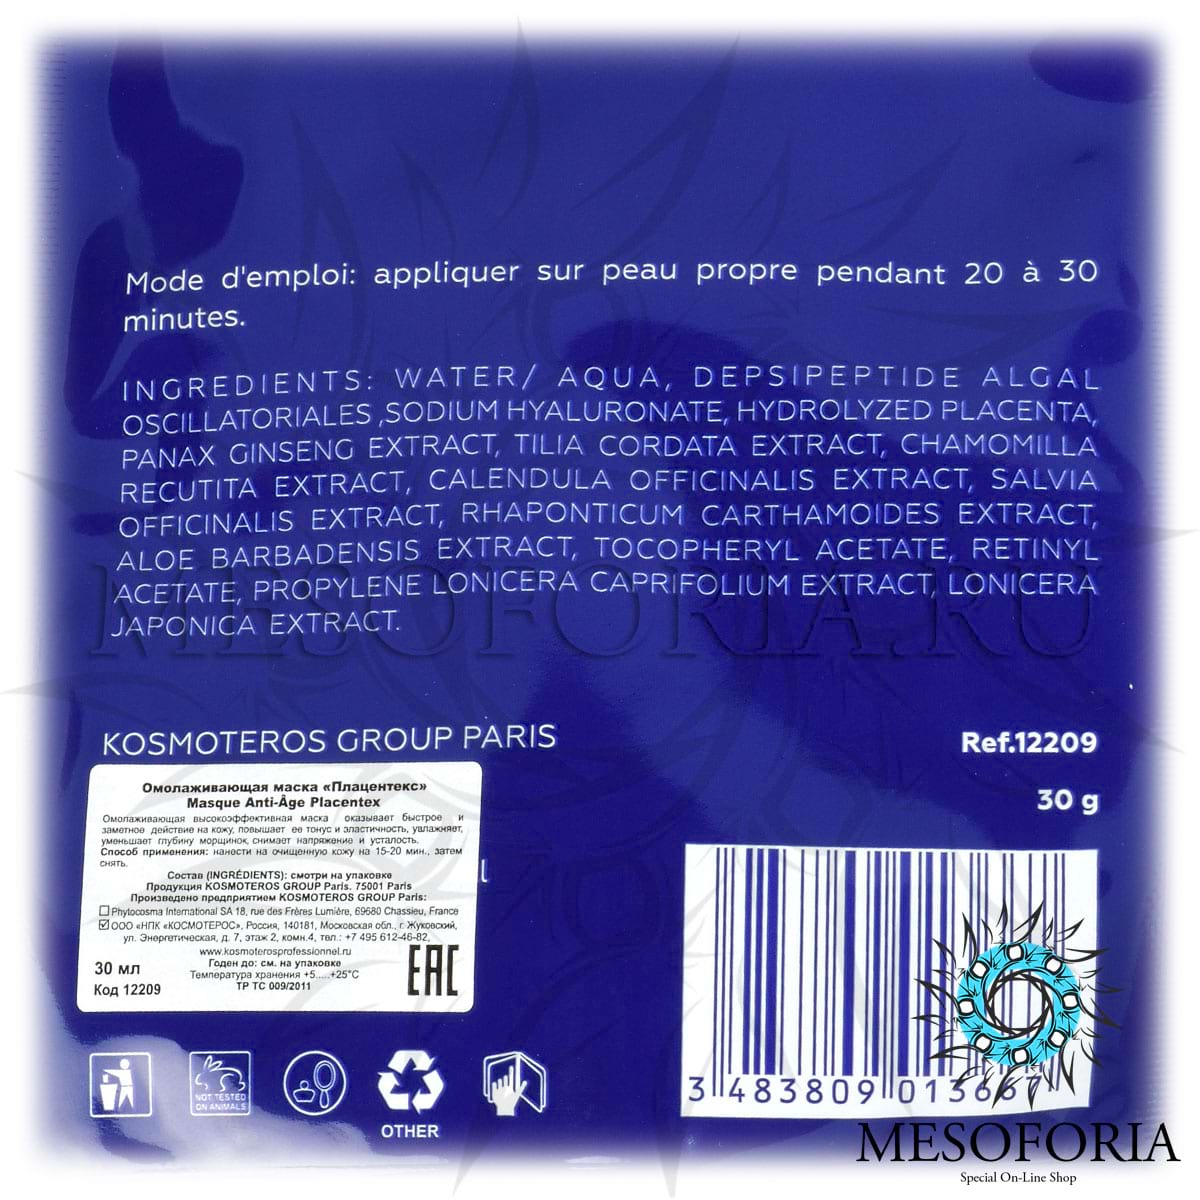 Mode d'emploi: appliquer sur peau propre pendant 20 à 30
minutes.
INGREDIENTS: WATER/ AQUA, DEPSIPEPTIDE ALGAL
OSCILLATORIALES ,SODIUM HYALURONATE, HYDROLYZED PLACENTA,
PANAX GINSENG EXTRACT, TILIA CORDATA EXTRACT, CHAMOMILLA
RECUTITA EXTRACT, CALENDULA OFFICINALIS EXTRACT, SALVIA
OFFICINALIS EXTRACT, RHAPONTICUM CARTHAMOIDES EXTRACT,
ALOE BARBADENSIS EXTRACT, TOCOPHERYL ACETATE, RETINYL
ACETATE, PROPYLENE LONICERA CAPRIFOLIUM EXTRACT, LONICERA
JAPONICA EXTRACT.
MESOFORIA.RU
KOSMOTEROS GROUP PARIS
Ref.12209
30 g
Омолаживающая маска «Плацентекс»
Masque Anti-Âge Placentex
Омолаживающая высокоэффективная маска оказывает быстрое и
заметное действие на кожу, повышает ее тонус и эластичность, увлажняет,
уменьшает глубину морщинок, снимает напряжение и усталость.
Способ применения: нанести на очищенную кожу на 15-20 мин., затем
снять.
Состав (INGRÉDIENTS): смотри на упаковке
Продукция KOSMOTEROS GROUP Paris. 75001 Paris
Произведено предприятием KOSMOTEROS GROUP Paris:
Phytocosma International SA 18, rue des Frères Lumière, 69680 Chassieu, France
ООО «НПК «КОСМОТЕРОС», Россия, 140181, Московская обл., г. Жуковский,
ул. Энергетическая, д. 7, этаж 2, комн.4, тел.: +7 495 612-46-82,
www.kosmoterosprofessionnel.ru
Годен до: см. на упаковке
Температура хранения +5.....+25°C
ТР ТС 009/2011
30 мл
Код 12209
EAC
NOT TESTED
ON ANIMALS
OTHER
3 483809 013667
MESOFORIA
Special On-Line Shop